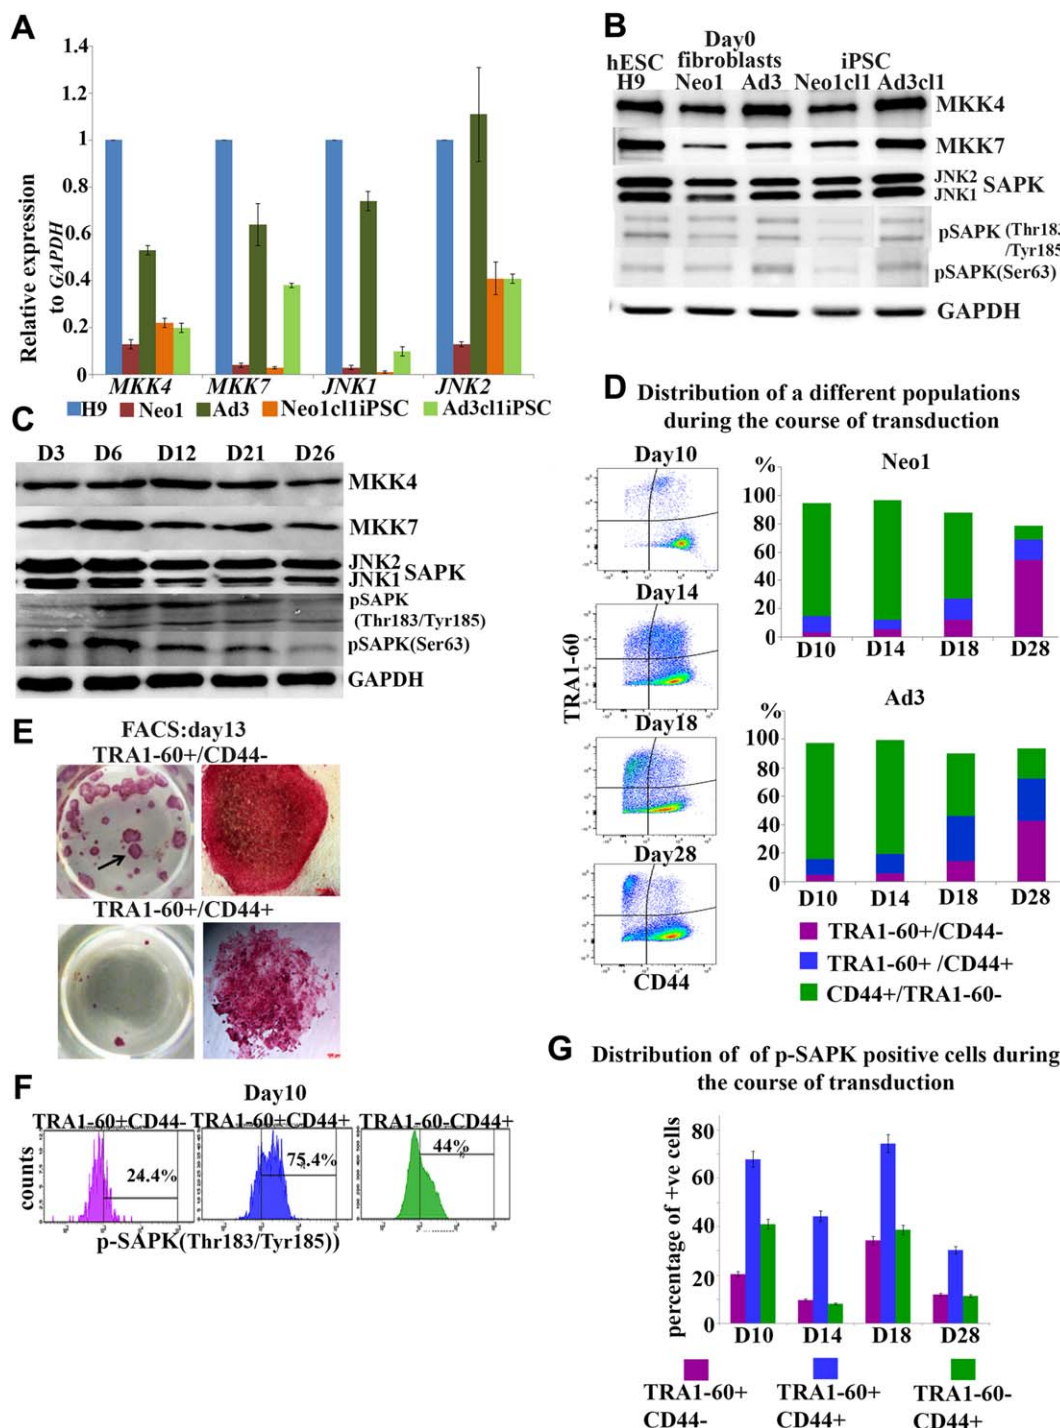 A
1.4
1.2
1
0.8
0.6
0.4
0.2
0
Relative expression
to GAPDH
MKK4 MKK7 JNK1 JNK2
H9 Neo1 Ad3 Neo1cl1iPSC Ad3cl1iPSC
B
Day0
hESC fibroblasts iPSC
H9 Neo1 Ad3 Neo1cl1 Ad3cl1
MKK4
MKK7
JNK2
SAPK
JNK1
pSAPK (Thr183
/Tyr185
pSAPK(Ser63)
GAPDH
C
D3 D6 D12 D21 D26
MKK4
MKK7
JNK2
SAPK
JNK1
pSAPK
(Thr183/Tyr185)
pSAPK(Ser63)
GAPDH
D Distribution of a different populations
during the course of transduction
Day10
Day14
Day18
Day28
TRA1-60
CD44
% Neo1
100
80
60
40
20
0
D10 D14 D18 D28
% Ad3
100
80
60
40
20
0
D10 D14 D18 D28
TRA1-60+/CD44-
TRA1-60+ /CD44+
CD44+/TRA1-60-
E
FACS:day13
TRA1-60+/CD44-
TRA1-60+/CD44+
F
Day10
TRA1-60+CD44- TRA1-60+CD44+ TRA1-60-CD44+
24.4% 75.4% 44%
counts
p-SAPK(Thr183/Tyr185))
G Distribution of of p-SAPK positive cells during
the course of transduction
percentage of +ve cells
80
60
40
20
0
D10 D14 D18 D28
TRA1-60+ TRA1-60+ TRA1-60-
CD44- CD44+ CD44+